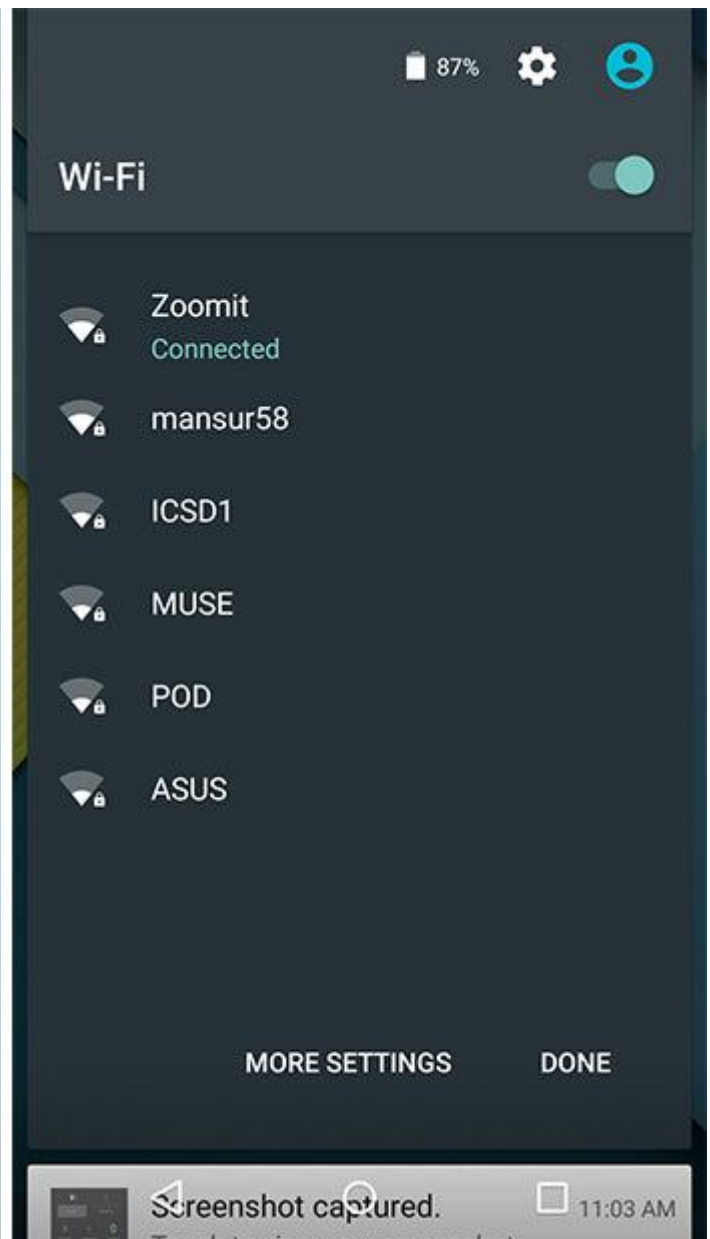 87%
Wi-Fi
Zoomit
Connected
mansur58
ICSD1
MUSE
POD
ASUS
MORE SETTINGS
DONE
Screenshot captured.
11:03 AM